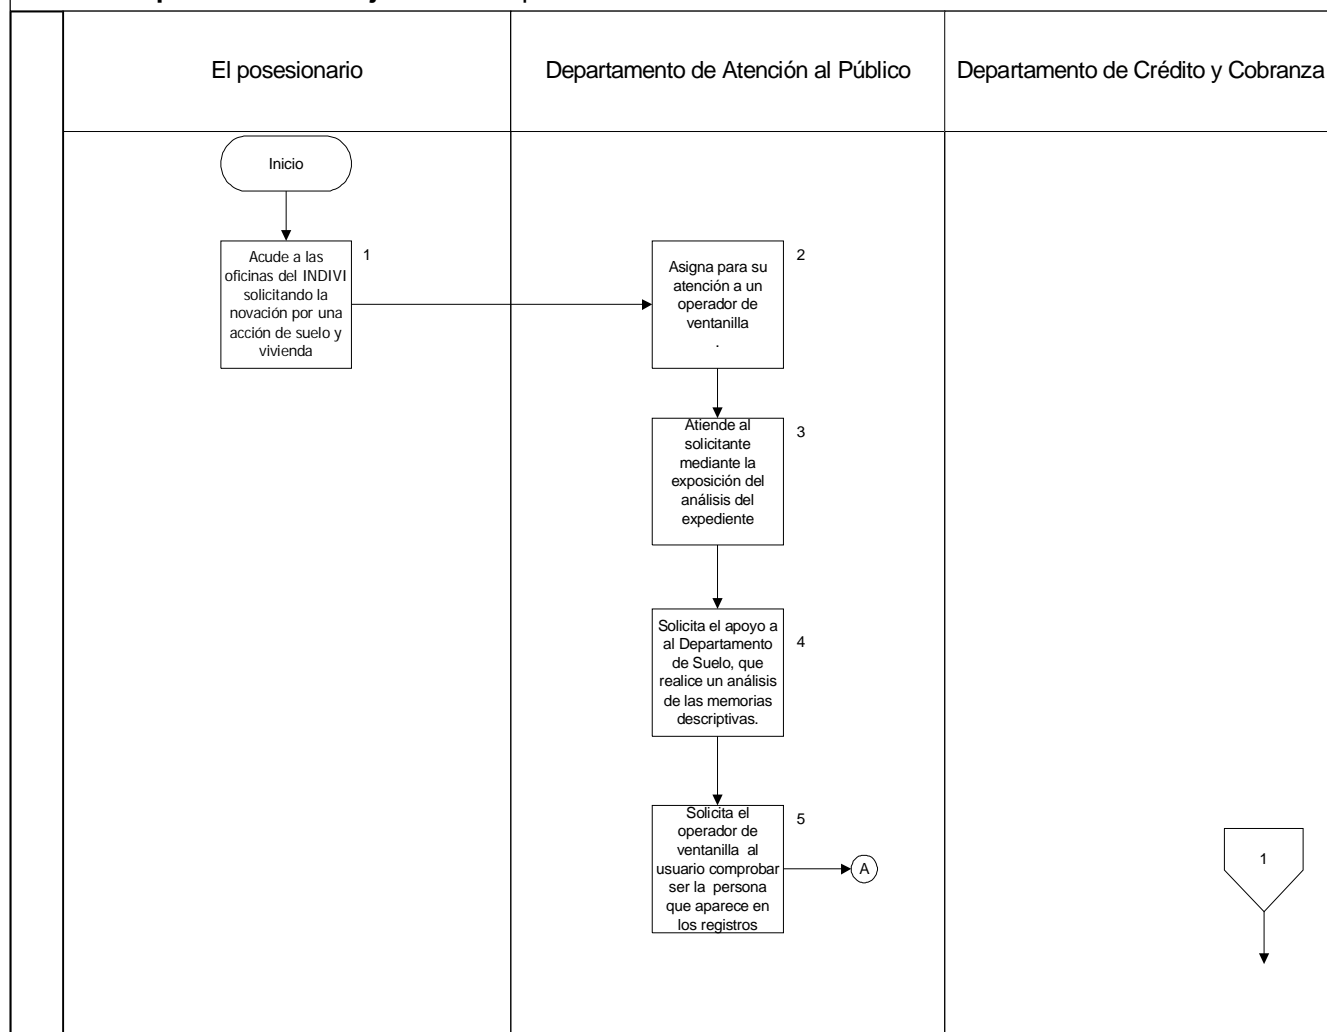 El posesionario
Departamento de Atención al Público
Departamento de Crédito y Cobranza
Inicio
Acude a las
oficinas del INDIVI
solicitando la
novación por una
acción de suelo y
vivienda
1
Asigna para su
atención a un
operador de
ventanilla
.
2
Atiende al
solicitante
mediante la
exposición del
análisis del
expediente
3
Solicita el apoyo a
al Departamento
de Suelo, que
realice un análisis
de las memorias
descriptivas.
4
Solicita el
operador de
ventanilla al
usuario comprobar
ser la persona
que aparece en
los registros
5
A
1